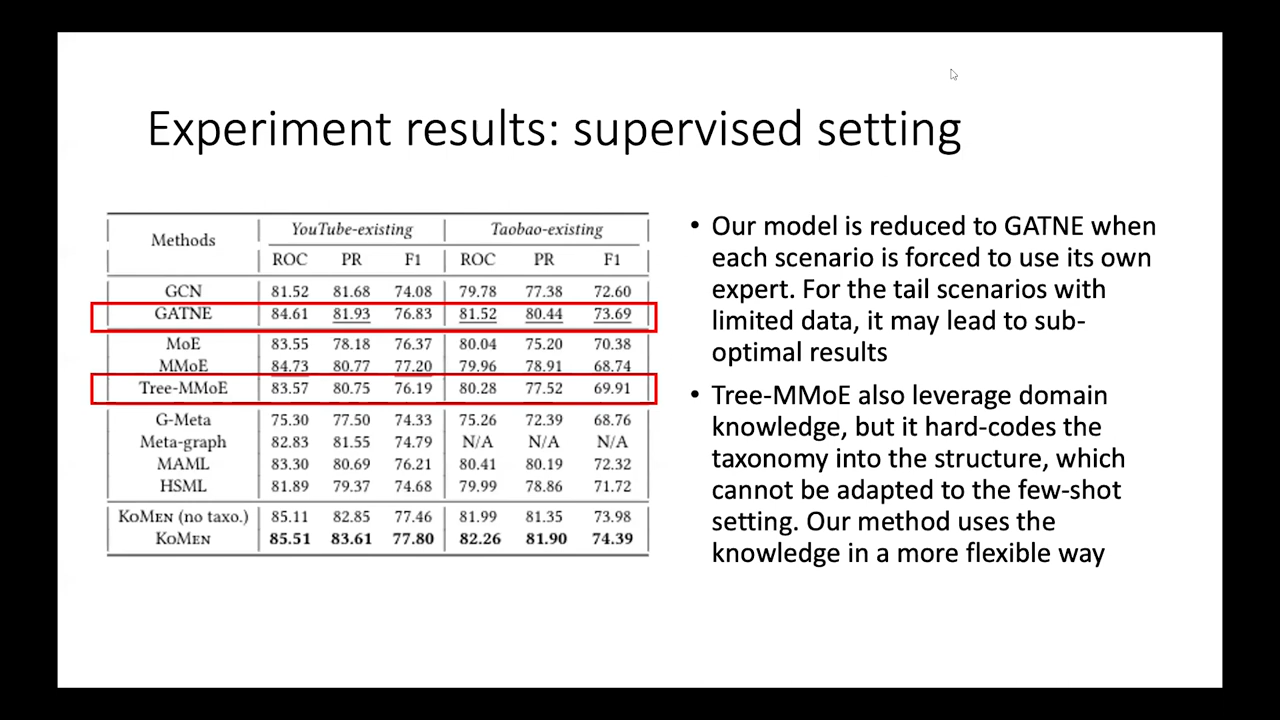 Experiment results: supervised setting
Methods YouTube-existing Taobao-existing
ROC PR F1 ROC PR F1
GCN 81.52 81.68 74.08 79.78 77.38 72.60
GATNE 84.61 81.93 76.83 81.52 80.44 73.69
MoE 83.55 78.18 76.37 80.04 75.20 70.38
MMoE 84.73 80.77 77.20 79.96 78.91 68.74
Tree-MMoE 83.57 80.75 76.19 80.28 77.52 69.91
G-Meta 75.30 77.50 74.33 75.26 72.39 68.76
Meta-graph 82.83 81.55 74.79 N/A N/A N/A
MAML 83.30 80.69 76.21 80.41 80.19 72.32
HSML 81.89 79.37 74.68 79.99 78.86 71.72
KoMen (no taxo.) 85.11 82.85 77.46 81.99 81.35 73.98
KoMen 85.51 83.61 77.80 82.26 81.90 74.39
• Our model is reduced to GATNE when
each scenario is forced to use its own
expert. For the tail scenarios with
limited data, it may lead to sub-
optimal results
• Tree-MMoE also leverage domain
knowledge, but it hard-codes the
taxonomy into the structure, which
cannot be adapted to the few-shot
setting. Our method uses the
knowledge in a more flexible way